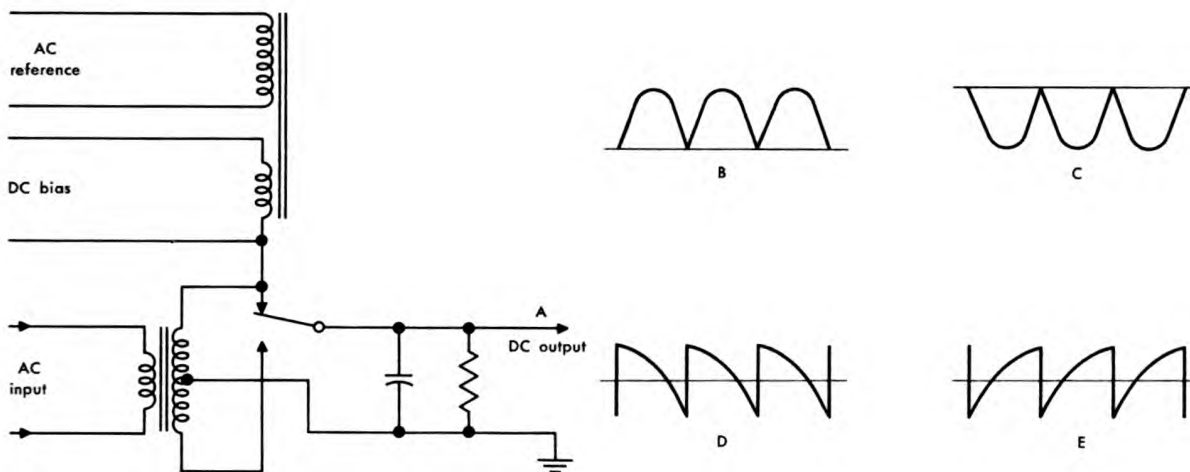 AC
reference
DC bias
AC
input
A
DC output
B
C
D
E